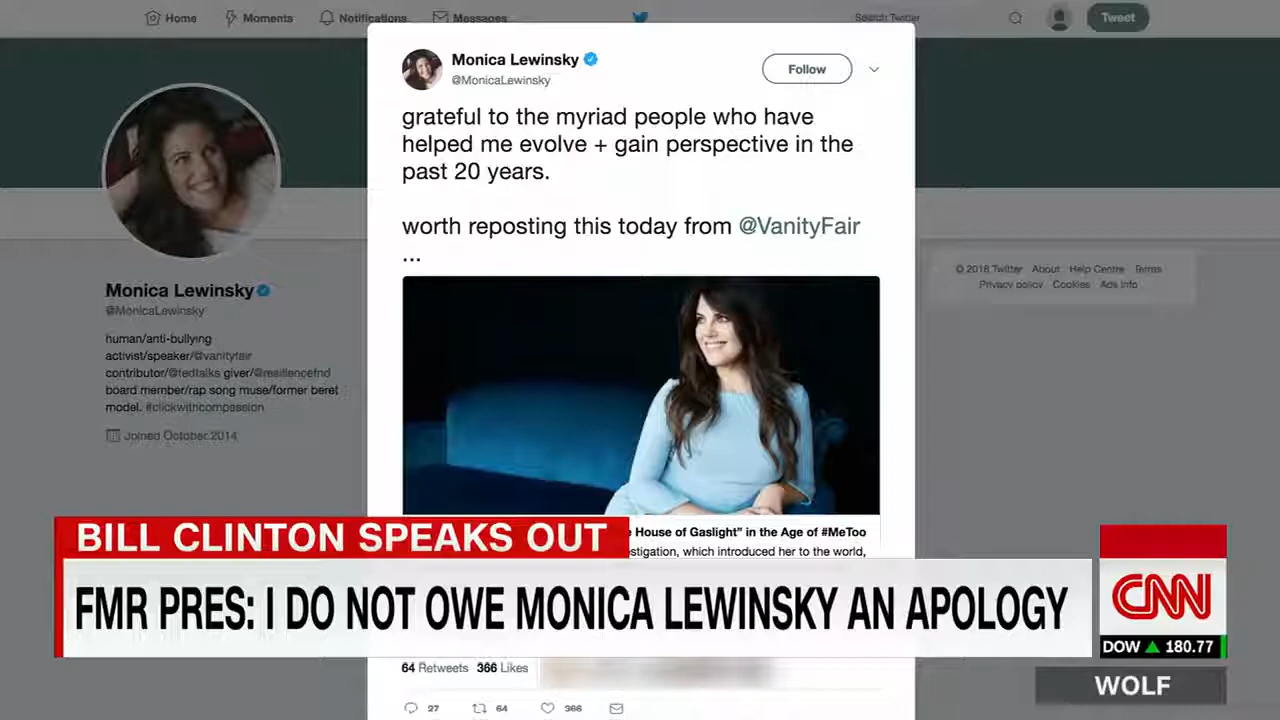 Home Moments Notifications Messages Search Twitter Tweet
Monica Lewinsky
@MonicaLewinsky
Follow
grateful to the myriad people who have
helped me evolve + gain perspective in the
past 20 years.
worth reposting this today from @VanityFair
...
Monica Lewinsky
@MonicaLewinsky
human/anti-bullying
activist/speaker/@vanityfair
contributor/@tedtalks giver/@resiliencefnd
board member/rap song muse/former beret
model. #clickwithcompassion
Joined October 2014
© 2018 Twitter About Help Centre Terms
Privacy policy Cookies Ads info
House of Gaslight" in the Age of #MeToo
which introduced her to the world,
BILL CLINTON SPEAKS OUT
FMR PRES: I DO NOT OWE MONICA LEWINSKY AN APOLOGY
CNN
DOW 180.77
WOLF
64 Retweets 366 Likes
27 64 366